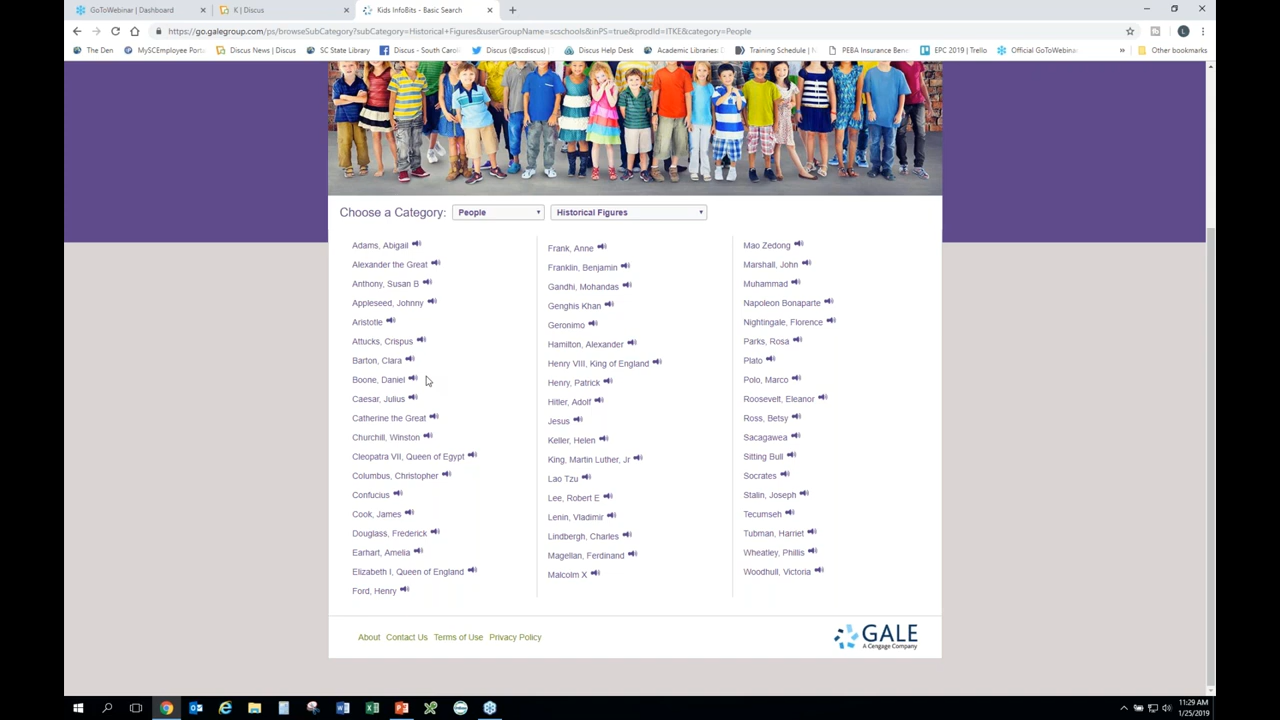 GoToWebinar | Dashboard
K | Discus
Kids InfoBits - Basic Search
https://go.galegroup.com/ps/browseSubCategory?subCategory=Historical+Figures&userGroupName=scschools&inPS=true&prodId=ITKE&category=People
The Den
MySCEmployee Port
Discus News | Discus
SC State Library
Discus - South Carol
Twitter (@scdiscus)
Discus Help Desk
Academic Libraries:
Training Schedule | N
PEBA Insurance Bene
EPC 2019 | Trello
Official GoToWebina
»
Other bookmarks
Choose a Category:
People
Historical Figures
Adams, Abigail
Alexander the Great
Anthony, Susan B
Appleseed, Johnny
Aristotle
Attucks, Crispus
Barton, Clara
Boone, Daniel
Caesar, Julius
Catherine the Great
Churchill, Winston
Cleopatra VII, Queen of Egypt
Columbus, Christopher
Confucius
Cook, James
Douglass, Frederick
Earhart, Amelia
Elizabeth I, Queen of England
Ford, Henry
Frank, Anne
Franklin, Benjamin
Gandhi, Mohandas
Genghis Khan
Geronimo
Hamilton, Alexander
Henry VIII, King of England
Henry, Patrick
Hitler, Adolf
Jesus
Keller, Helen
King, Martin Luther, Jr
Lao Tzu
Lee, Robert E
Lenin, Vladimir
Lindbergh, Charles
Magellan, Ferdinand
Malcolm X
Mao Zedong
Marshall, John
Muhammad
Napoleon Bonaparte
Nightingale, Florence
Parks, Rosa
Plato
Polo, Marco
Roosevelt, Eleanor
Ross, Betsy
Sacagawea
Sitting Bull
Socrates
Stalin, Joseph
Tecumseh
Tubman, Harriet
Wheatley, Phillis
Woodhull, Victoria
About
Contact Us
Terms of Use
Privacy Policy
GALE
A Cengage Company
11:29 AM
1/25/2019